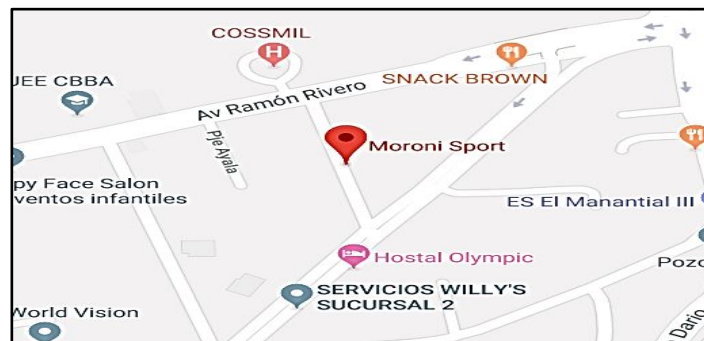 COSSMIL
H
JEE CBBA
SNACK BROWN
Av Ramón Rivero
Pje Ayala
Moroni Sport
py Face Salon
ventos infantiles
ES El Manantial III
Hostal Olympic
Pozo
SERVICIOS WILLY'S
SUCURSAL 2
World Vision
Dario